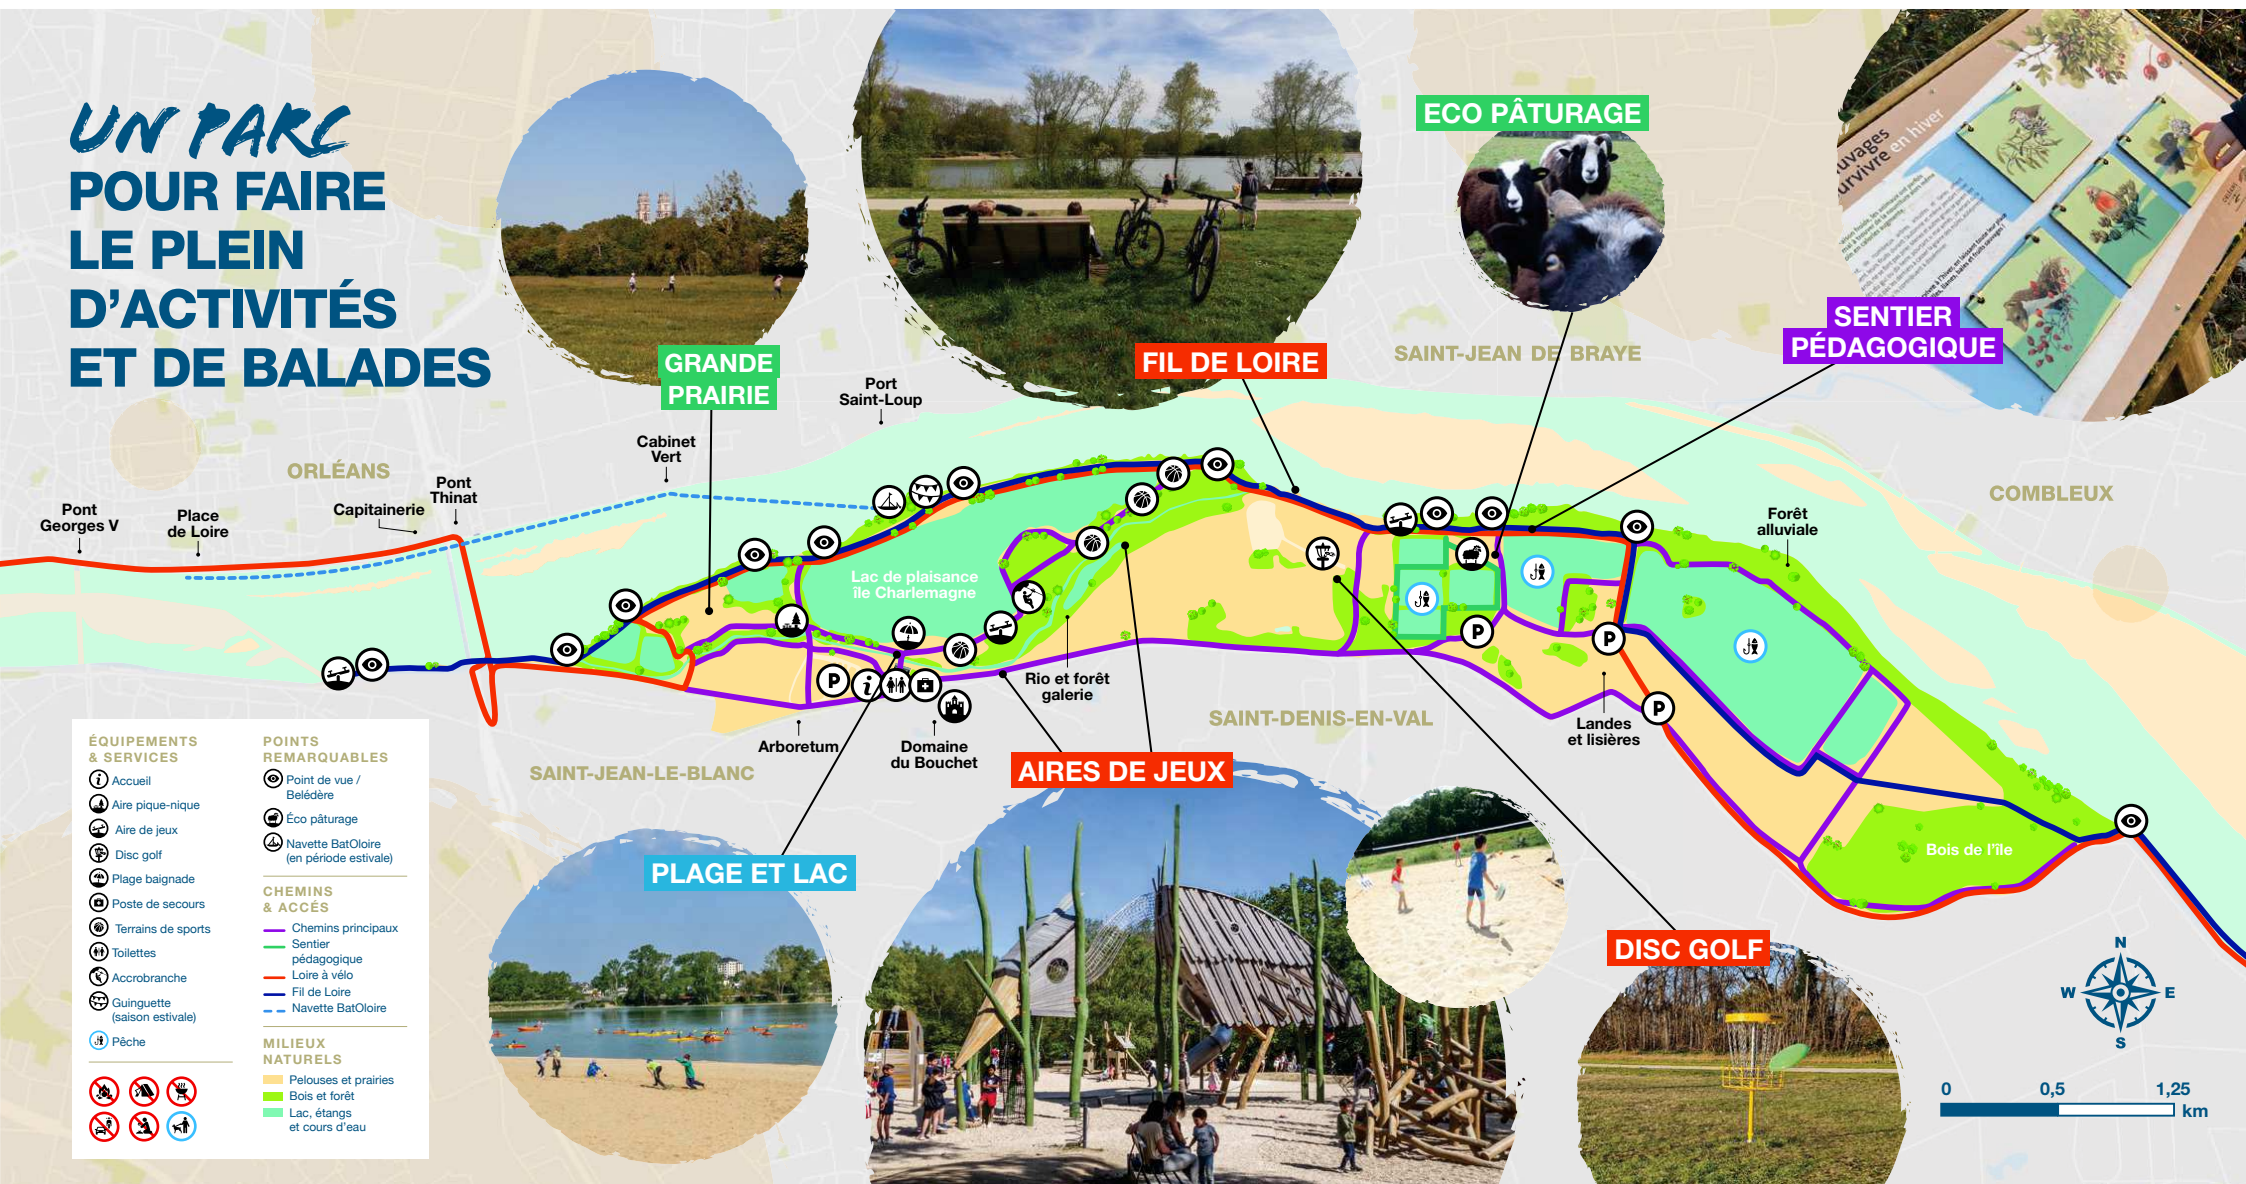 UN PARC
POUR FAIRE
LE PLEIN
D'ACTIVITÉS
ET DE BALADES
GRANDE
PRAIRIE
FIL DE LOIRE
ECO PÂTURAGE
SENTIER
PÉDAGOGIQUE
en hiver
SAINT-JEAN DE BRAYE
COMBLEUX
ORLÉANS
Port
Saint-Loup
Cabinet
Vert
Pont
Thinat
Capitainerie
Place
de Loire
Pont
Georges V
Forêt
alluviale
Lac de plaisance
île Charlemagne
P
i
P
P
P
Rio et forêt
galerie
SAINT-DENIS-EN-VAL
Landes
et lisières
Arboretum
Domaine
du Bouchet
SAINT-JEAN-LE-BLANC
Bois de l'île
AIRES DE JEUX
PLAGE ET LAC
DISC GOLF
ÉQUIPEMENTS
& SERVICES
i Accueil
Aire pique-nique
Aire de jeux
Disc golf
Plage baignade
Poste de secours
Terrains de sports
Toilettes
Accrobranche
Guinguette
(saison estivale)
Pêche
POINTS
REMARQUABLES
Point de vue /
Belédère
Éco pâturage
Navette BatOloire
(en période estivale)
CHEMINS
& ACCÉS
Chemins principaux
Sentier
pédagogique
Loire à vélo
Fil de Loire
Navette BatOloire
MILIEUX
NATURELS
Pelouses et prairies
Bois et forêt
Lac, étangs
et cours d'eau
N
W E
S
0 0,5 1,25
km